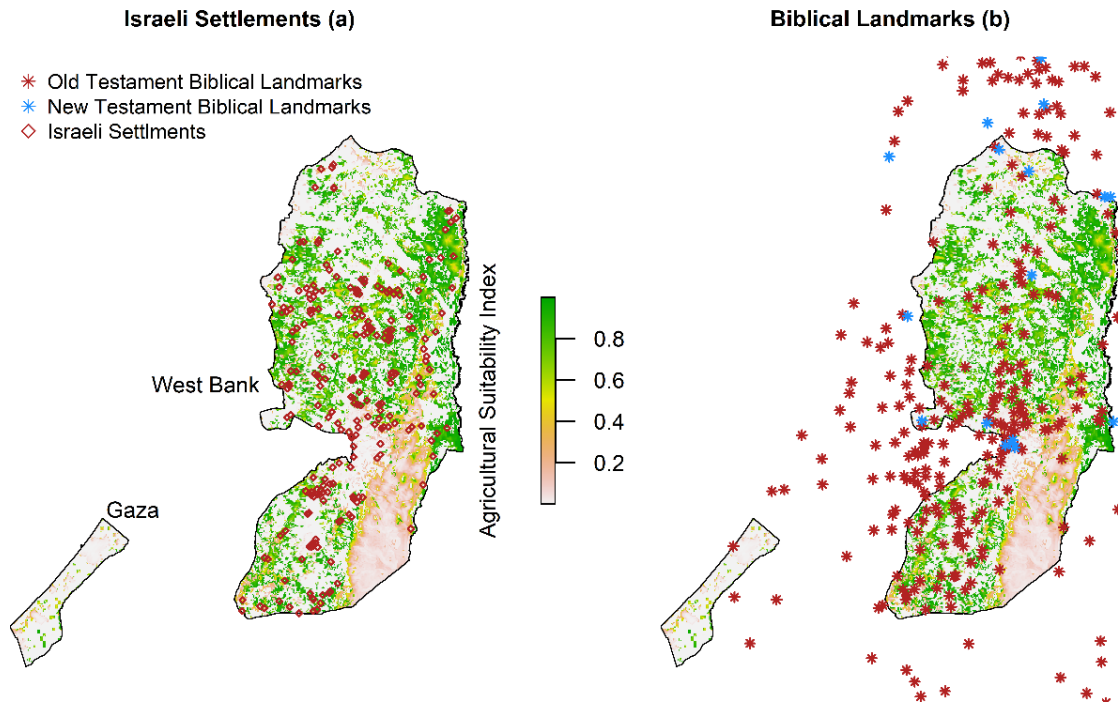 Israeli Settlements (a)
Biblical Landmarks (b)
Old Testament Biblical Landmarks
New Testament Biblical Landmarks
Israeli Settlments
West Bank
Gaza
Agricultural Suitability Index
0.8
0.6
0.4
0.2